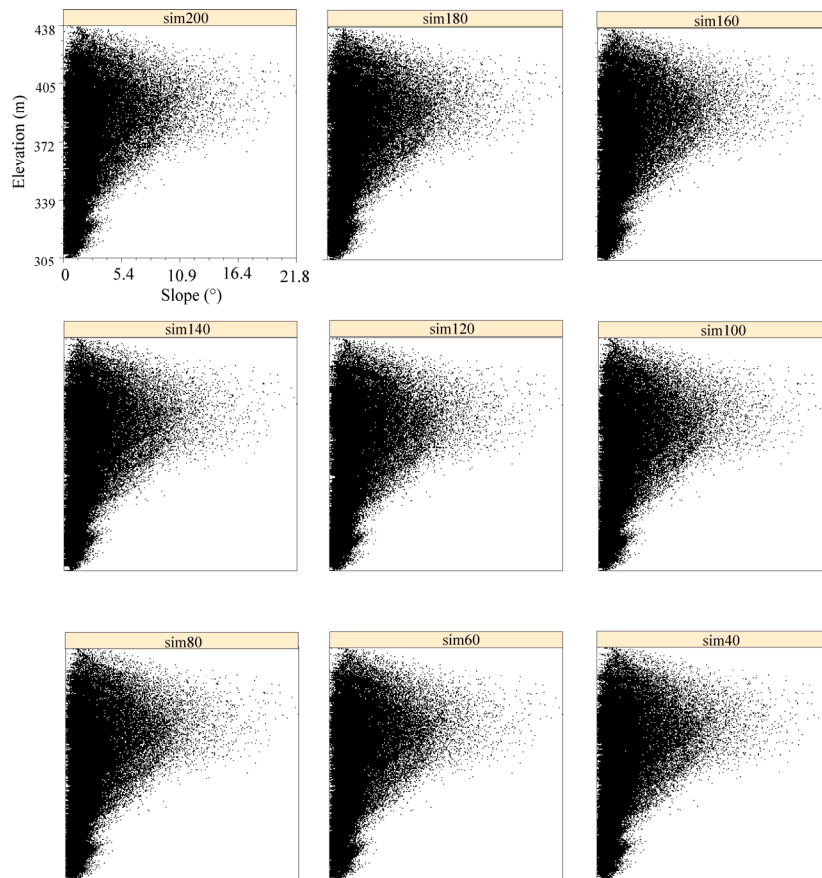 sim200
sim180
sim160
438
405
372
339
305
Elevation (m)
0 5.4 10.9 16.4 21.8
Slope (°)
sim140
sim120
sim100
sim80
sim60
sim40